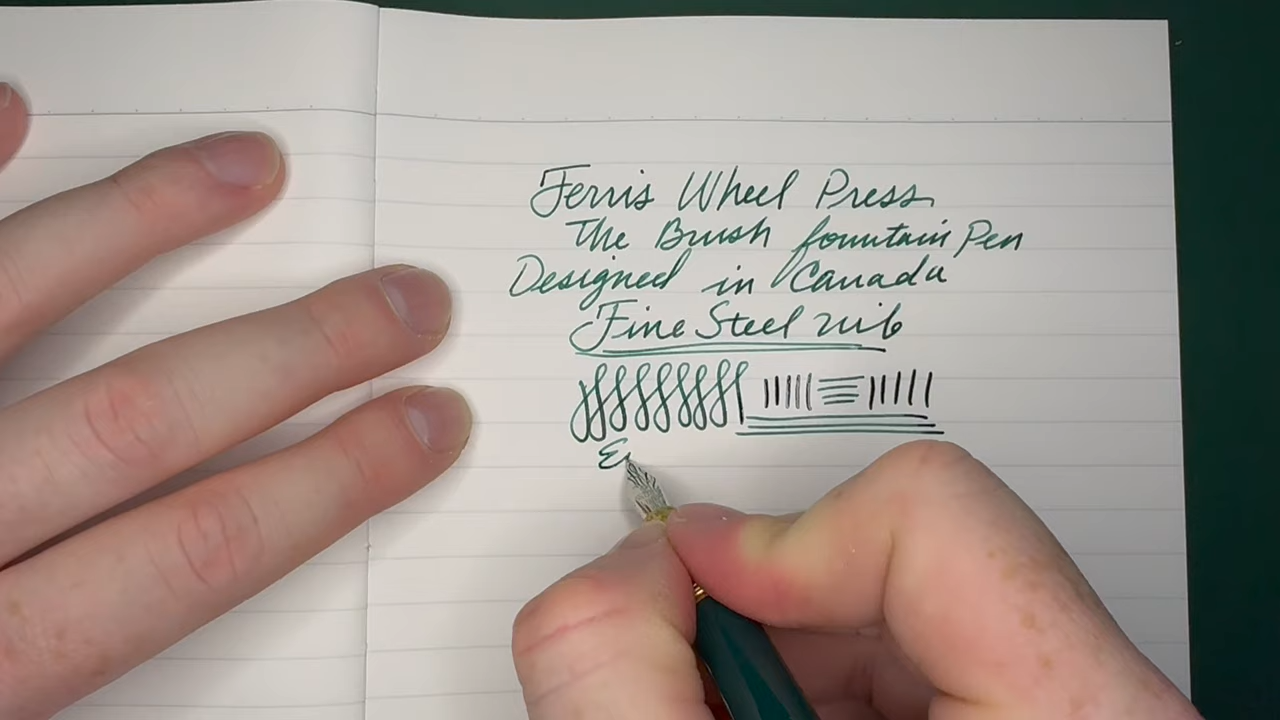 Ferris Wheel Press
The Brush fountain Pen
Designed in Canada
Fine Steel nib